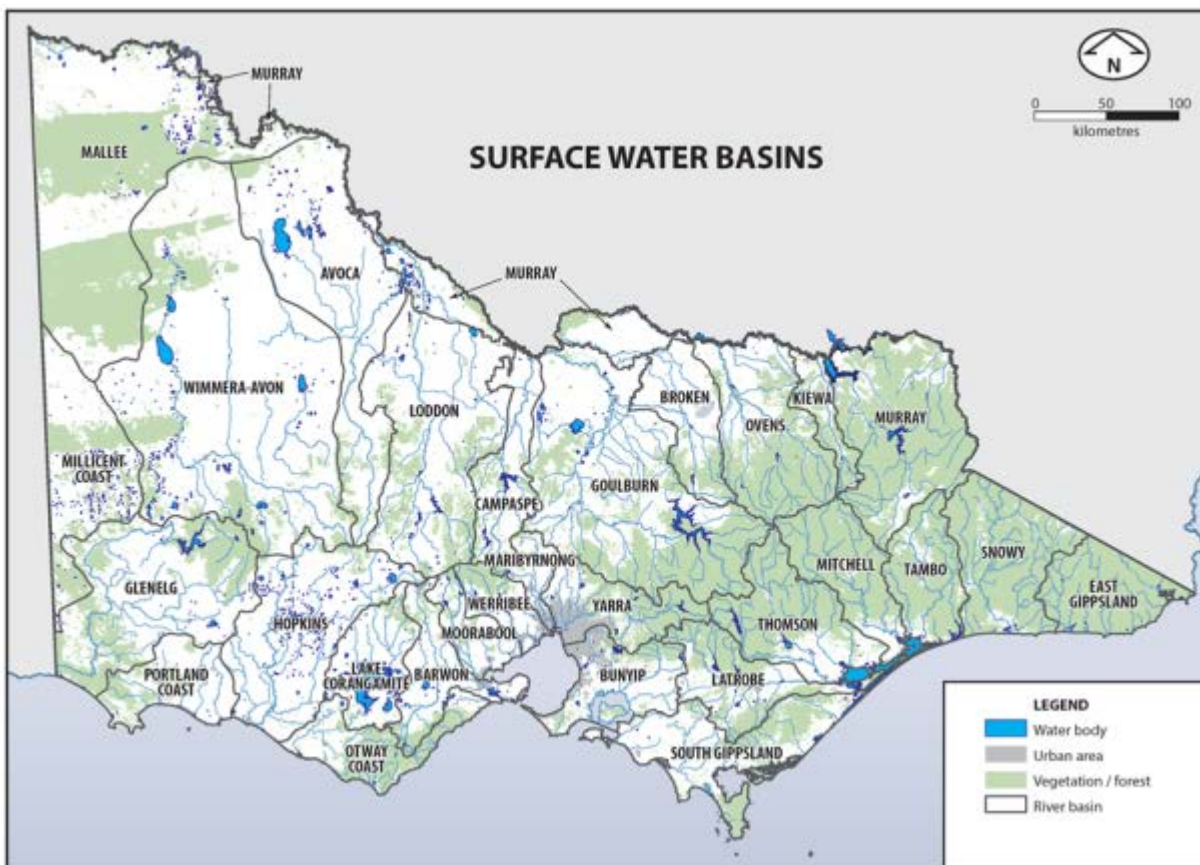 MURRAY
N
0 50 100
kilometres
SURFACE WATER BASINS
MALLEE
AVOCA
MURRAY
WIMMERA-AVON
LODDON
BROKEN
KIEWA
OVENS
MURRAY
MILLICENT
COAST
CAMPASPE
GOULBURN
MARIBYRNONG
MITCHELL
TAMBO
SNOWY
EAST
GIPPSLAND
GLENELG
HOPKINS
WERRIBEE
YARRA
THOMSON
MOORABOOL
PORTLAND
COAST
LAKE
CORANGAMITE
BARWON
BUNYIP
LATROBE
OTWAY
COAST
SOUTH GIPPSLAND
LEGEND
Water body
Urban area
Vegetation / forest
River basin